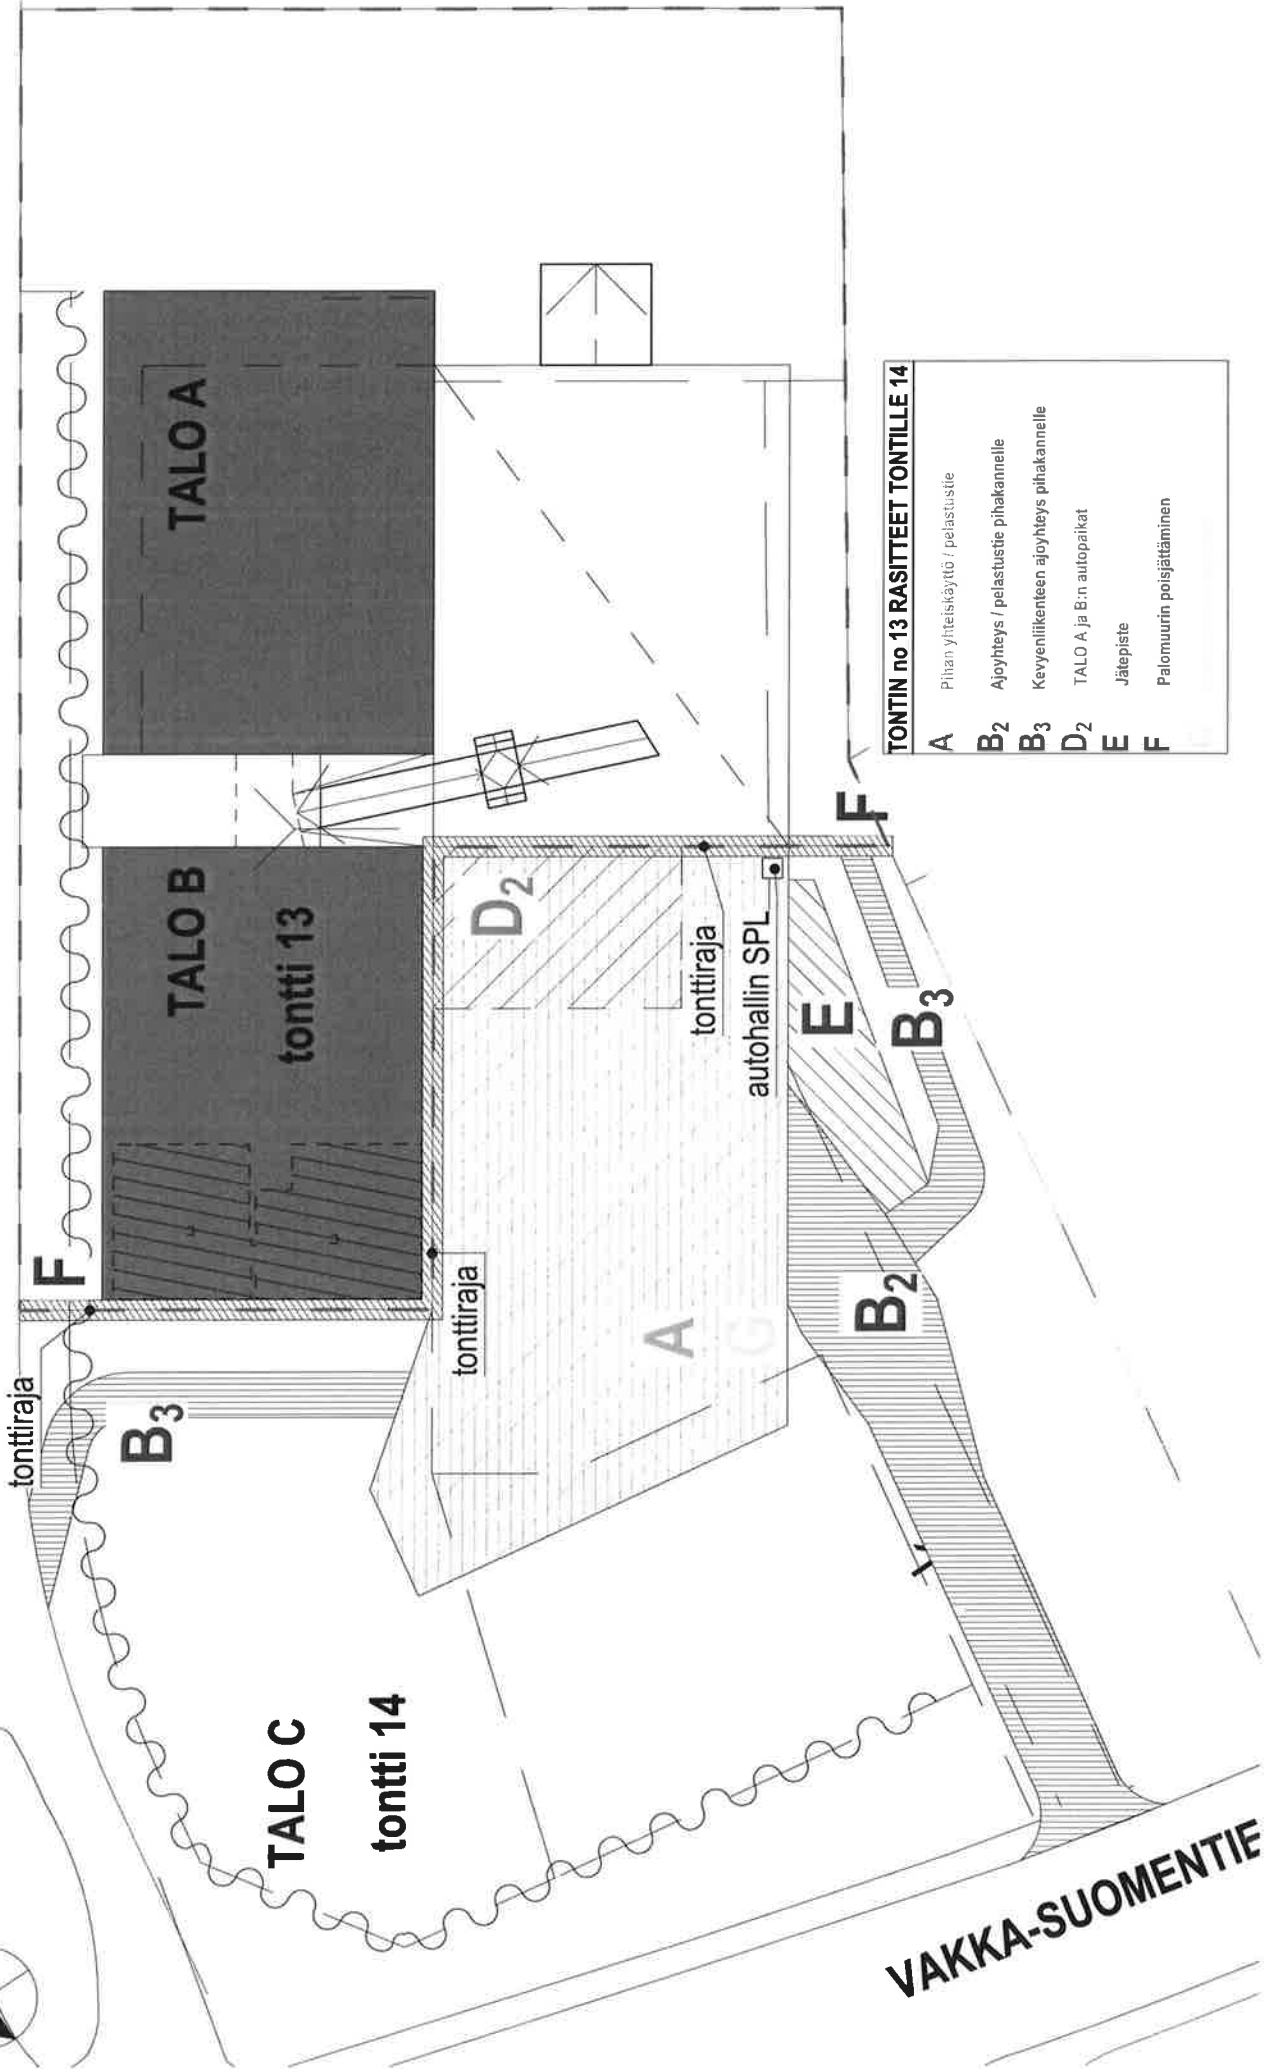 TALO A
TALO B
tontti 13
F
tonttiraja
B3
D2
tonttiraja
autohallin SPL
tonttiraja
F
E
B3
A
G
B2
TALO C
tontti 14
VAKKA-SUOMENTIE
TONTIN no 13 RASITTEET TONTILLE 14
A Pihan yhteiskäyttö / pelastustie
B2 Ajoyhteys / pelastustie pihakannelle
B3 Kevyenliikenteen ajoyhteys pihakannelle
D2 TALO A ja B:n autopaikat
E Jätepiste
F Palomuurin poisjättäminen